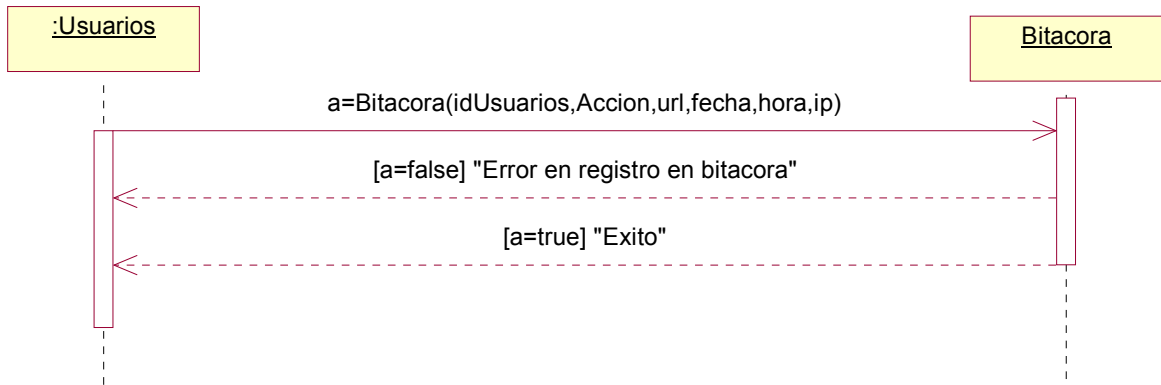 :Usuarios
Bitacora
a=Bitacora(idUsuarios,Accion,url,fecha,hora,ip)
[a=false] "Error en registro en bitacora"
[a=true] "Exito"